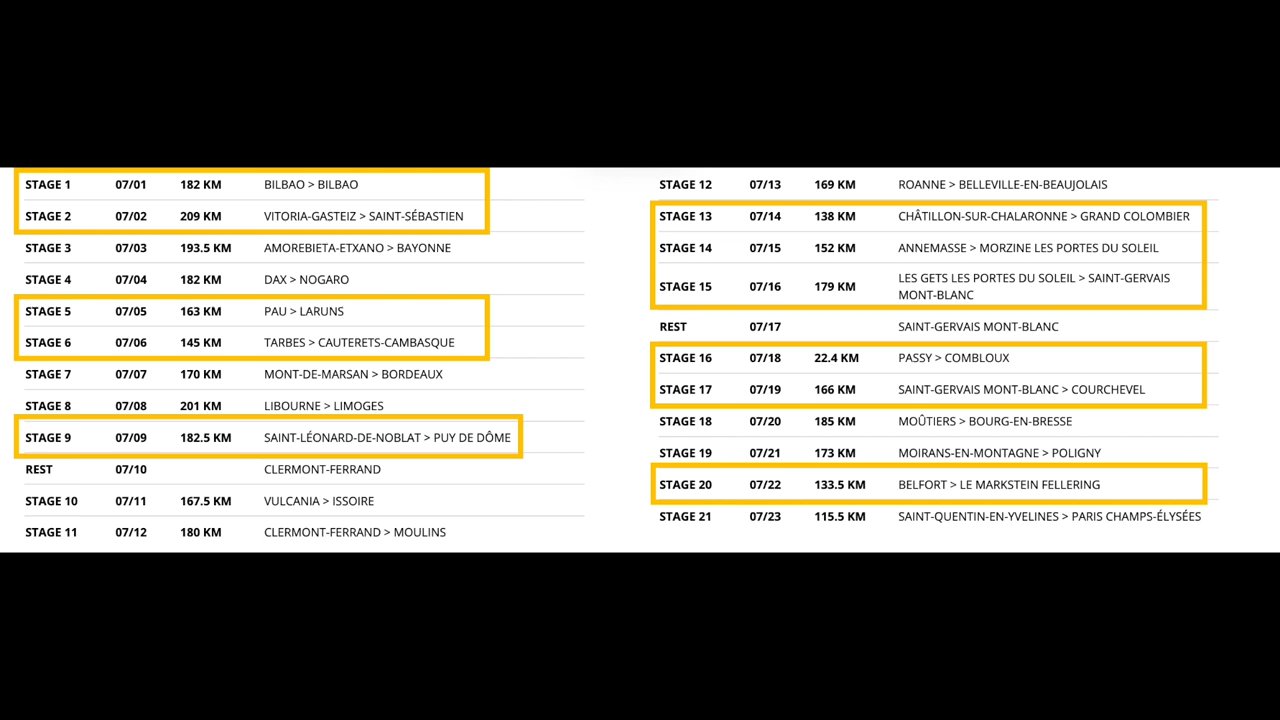 STAGE 1 07/01 182 KM BILBAO > BILBAO
STAGE 2 07/02 209 KM VITORIA-GASTEIZ > SAINT-SÉBASTIEN
STAGE 3 07/03 193.5 KM AMOREBIETA-ETXANO > BAYONNE
STAGE 4 07/04 182 KM DAX > NOGARO
STAGE 5 07/05 163 KM PAU > LARUNS
STAGE 6 07/06 145 KM TARBES > CAUTERETS-CAMBASQUE
STAGE 7 07/07 170 KM MONT-DE-MARSAN > BORDEAUX
STAGE 8 07/08 201 KM LIBOURNE > LIMOGES
STAGE 9 07/09 182.5 KM SAINT-LÉONARD-DE-NOBLAT > PUY DE DÔME
REST 07/10 CLERMONT-FERRAND
STAGE 10 07/11 167.5 KM VULCANIA > ISSOIRE
STAGE 11 07/12 180 KM CLERMONT-FERRAND > MOULINS
STAGE 12 07/13 169 KM ROANNE > BELLEVILLE-EN-BEAUJOLAIS
STAGE 13 07/14 138 KM CHÂTILLON-SUR-CHALARONNE > GRAND COLOMBIER
STAGE 14 07/15 152 KM ANNEMASSE > MORZINE LES PORTES DU SOLEIL
STAGE 15 07/16 179 KM LES GETS LES PORTES DU SOLEIL > SAINT-GERVAIS
MONT-BLANC
REST 07/17 SAINT-GERVAIS MONT-BLANC
STAGE 16 07/18 22.4 KM PASSY > COMBLOUX
STAGE 17 07/19 166 KM SAINT-GERVAIS MONT-BLANC > COURCHEVEL
STAGE 18 07/20 185 KM MOÛTIERS > BOURG-EN-BRESSE
STAGE 19 07/21 173 KM MOIRANS-EN-MONTAGNE > POLIGNY
STAGE 20 07/22 133.5 KM BELFORT > LE MARKSTEIN FELLERING
STAGE 21 07/23 115.5 KM SAINT-QUENTIN-EN-YVELINES > PARIS CHAMPS-ÉLYSÉES